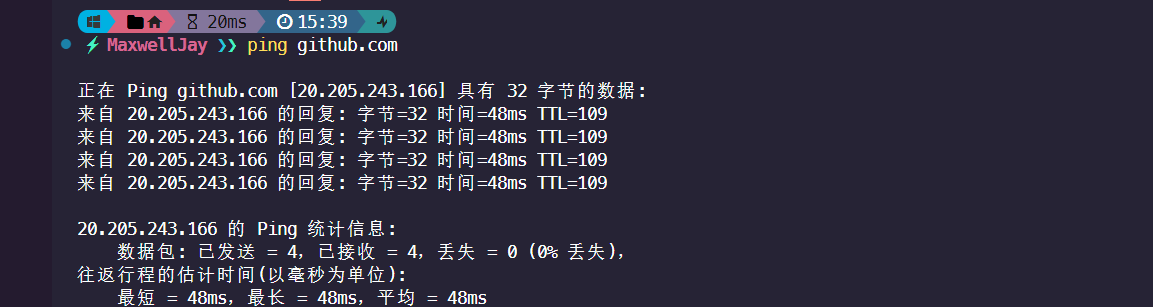 20ms 15:39
MaxwellJay ❯❯ ping github.com
正在 Ping github.com [20.205.243.166] 具有 32 字节的数据:
来自 20.205.243.166 的回复: 字节=32 时间=48ms TTL=109
来自 20.205.243.166 的回复: 字节=32 时间=48ms TTL=109
来自 20.205.243.166 的回复: 字节=32 时间=48ms TTL=109
来自 20.205.243.166 的回复: 字节=32 时间=48ms TTL=109
20.205.243.166 的 Ping 统计信息:
数据包: 已发送 = 4，已接收 = 4，丢失 = 0 (0% 丢失)，
往返行程的估计时间(以毫秒为单位):
最短 = 48ms，最长 = 48ms，平均 = 48ms